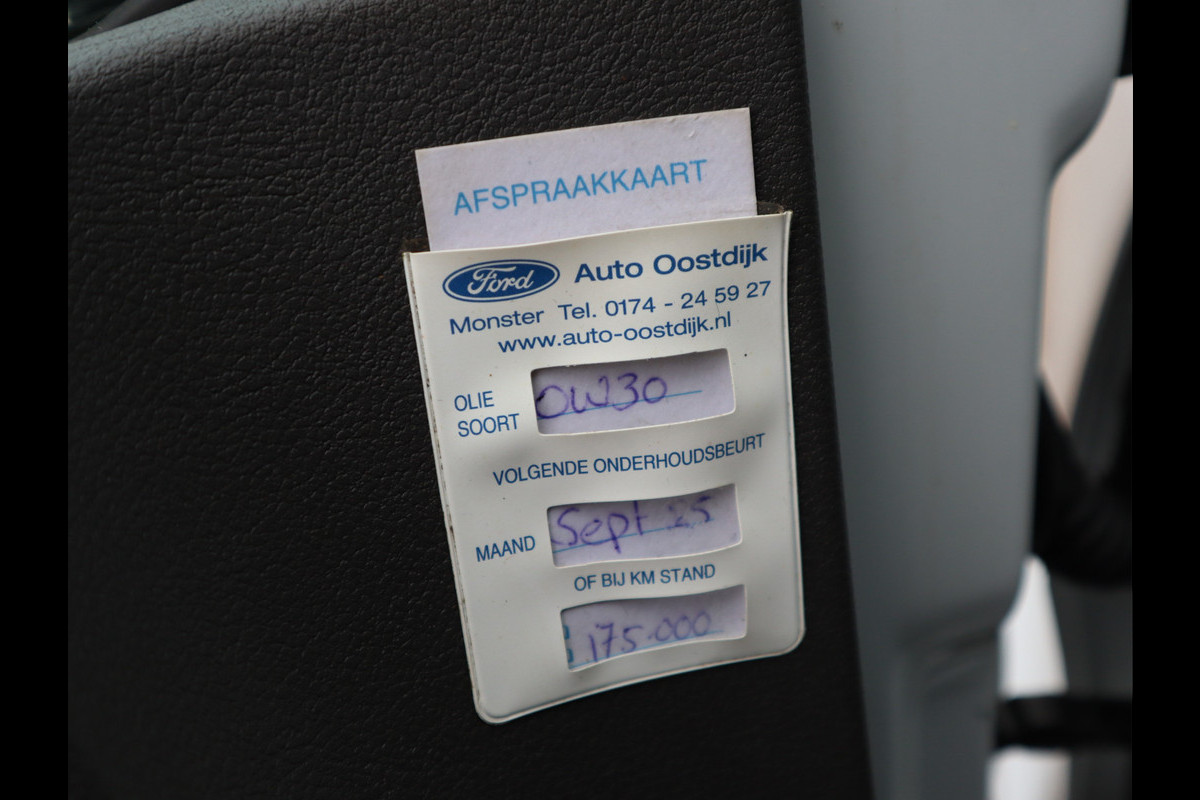 AFSPRAAKKAART
Ford Auto Oostdijk
Monster Tel. 0174 - 24 59 27
www.auto-oostdijk.nl
OLIE SOORT
0W30
VOLGENDE ONDERHOUDSBEURT
MAAND Sept 25
OF BIJ KM STAND
175.000